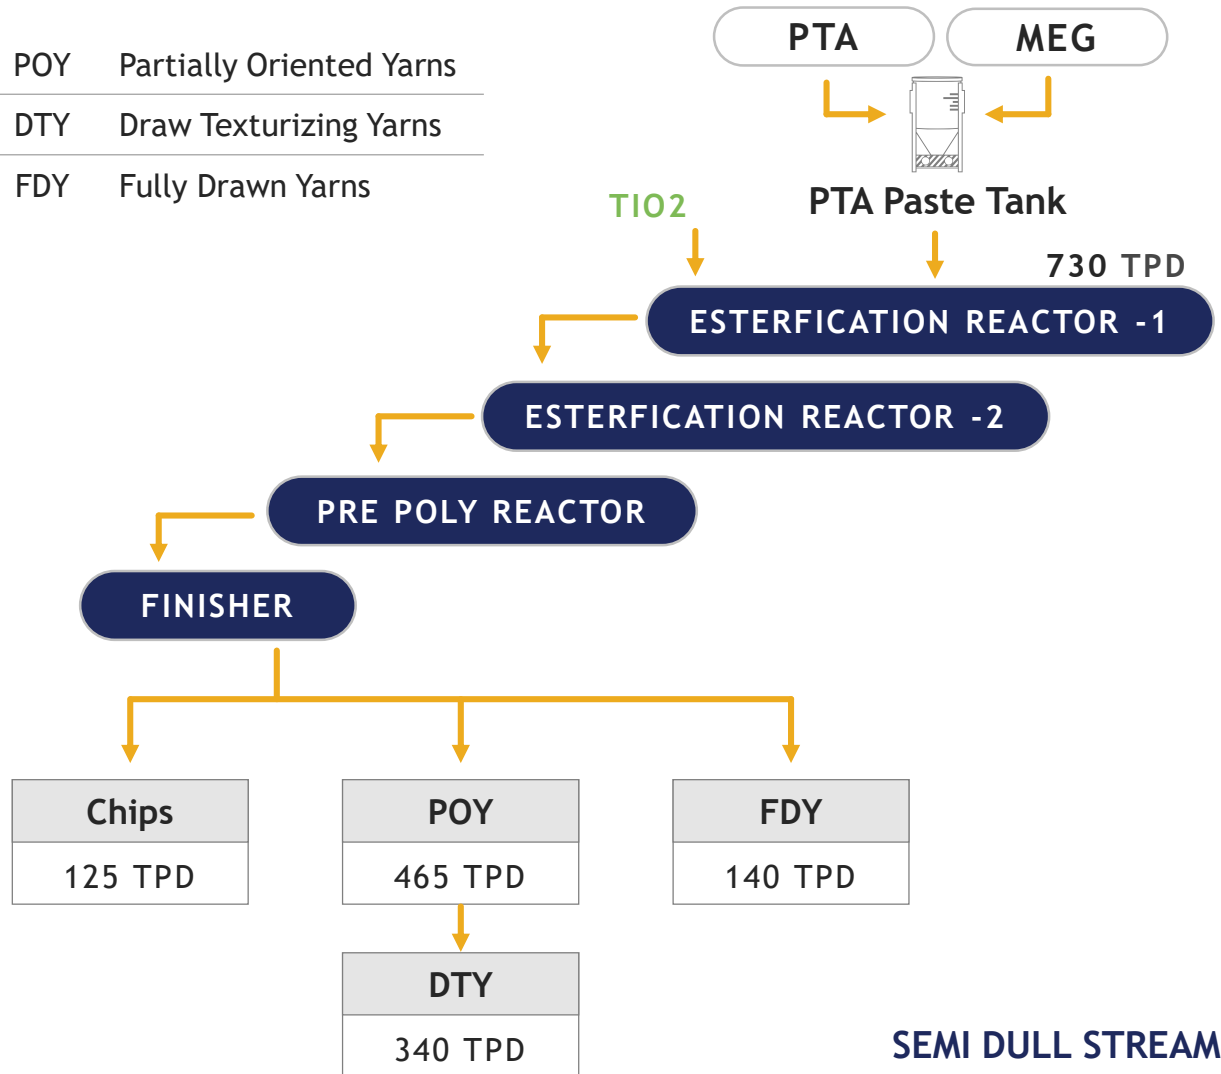 POY Partially Oriented Yarns
DTY Draw Texturizing Yarns
FDY Fully Drawn Yarns
PTA
MEG
PTA Paste Tank
TIO2
730 TPD
ESTERFICATION REACTOR -1
ESTERFICATION REACTOR -2
PRE POLY REACTOR
FINISHER
Chips
125 TPD
POY
465 TPD
FDY
140 TPD
DTY
340 TPD
SEMI DULL STREAM